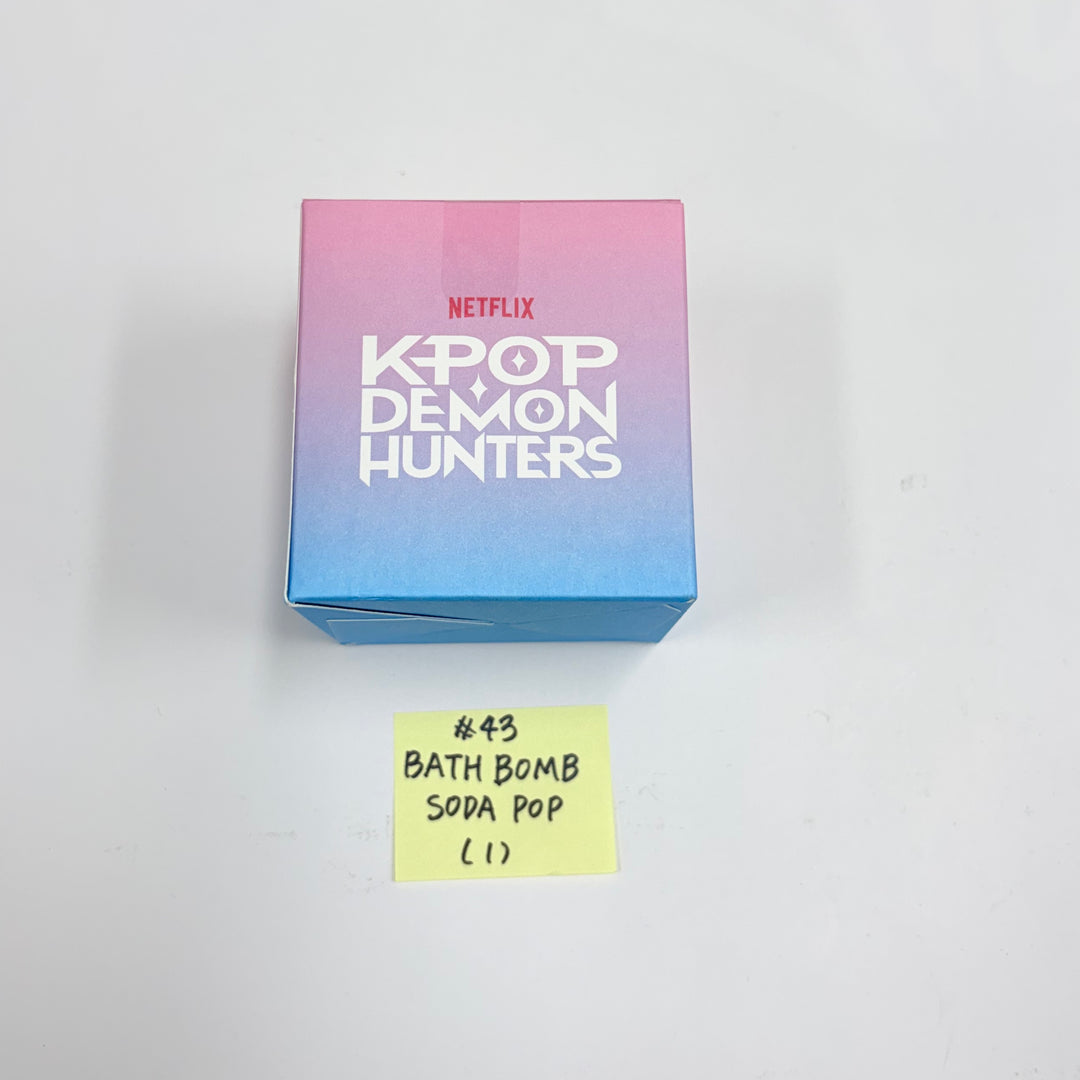 NETFLIX
K-POP
DEMON
HUNTERS
#43
BATH BOMB
SODA POP
(1)